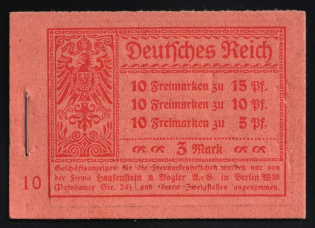 Deutsches Reich
10 Freimarken zu 15 Pf.
10 Freimarken zu 10 Pf.
10 Freimarken zu 5 Pf.
3 Mark
Geschäftsanzeigen für die Freimarkenheftchen werden nur von
der Firma Haasenstein & Vogler A.-G. in Berlin W35
(Potsdamer Str. 24) und deren Zweigstellen angenommen.
10